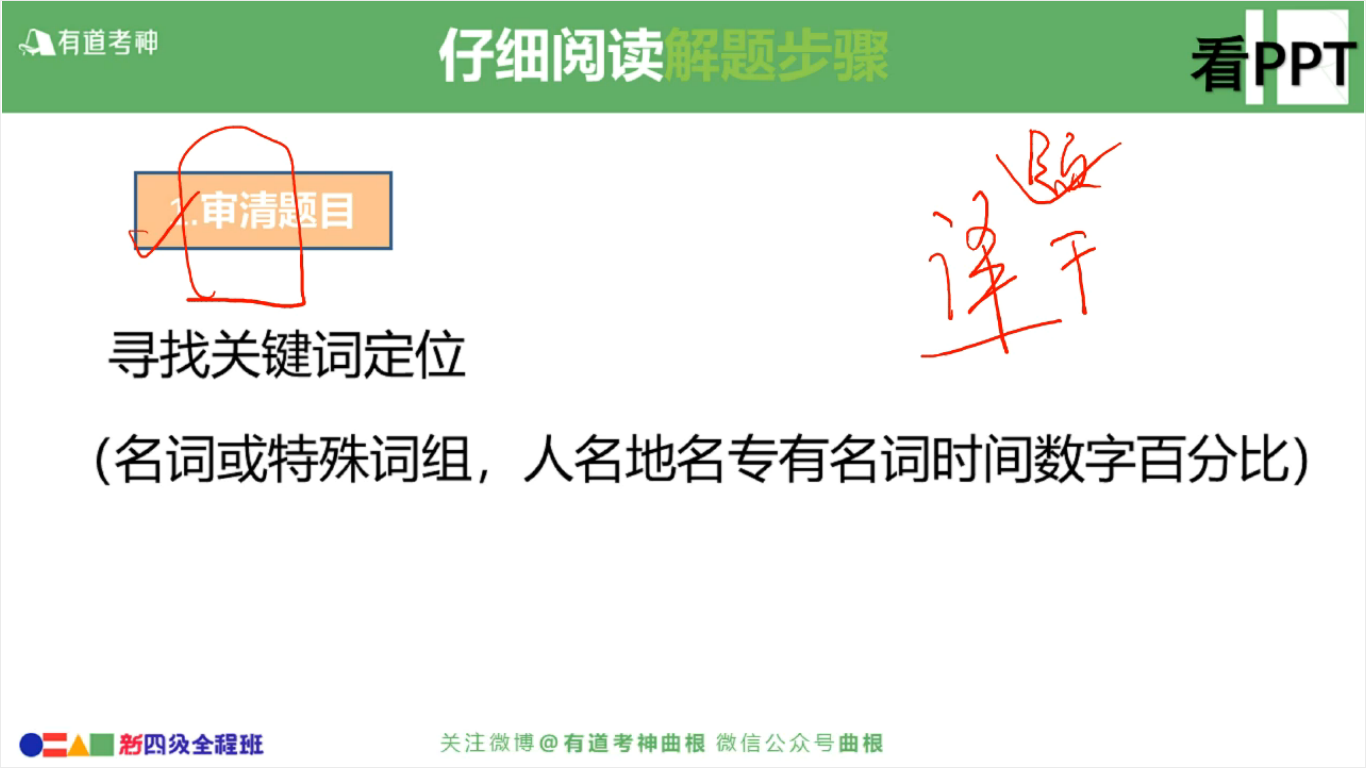 有道考神
仔细阅读解题步骤
看PPT
1.审清题目
题
译干
寻找关键词定位
（名词或特殊词组，人名地名专有名词时间数字百分比）
新四级全程班
关注微博@有道考神曲根 微信公众号曲根